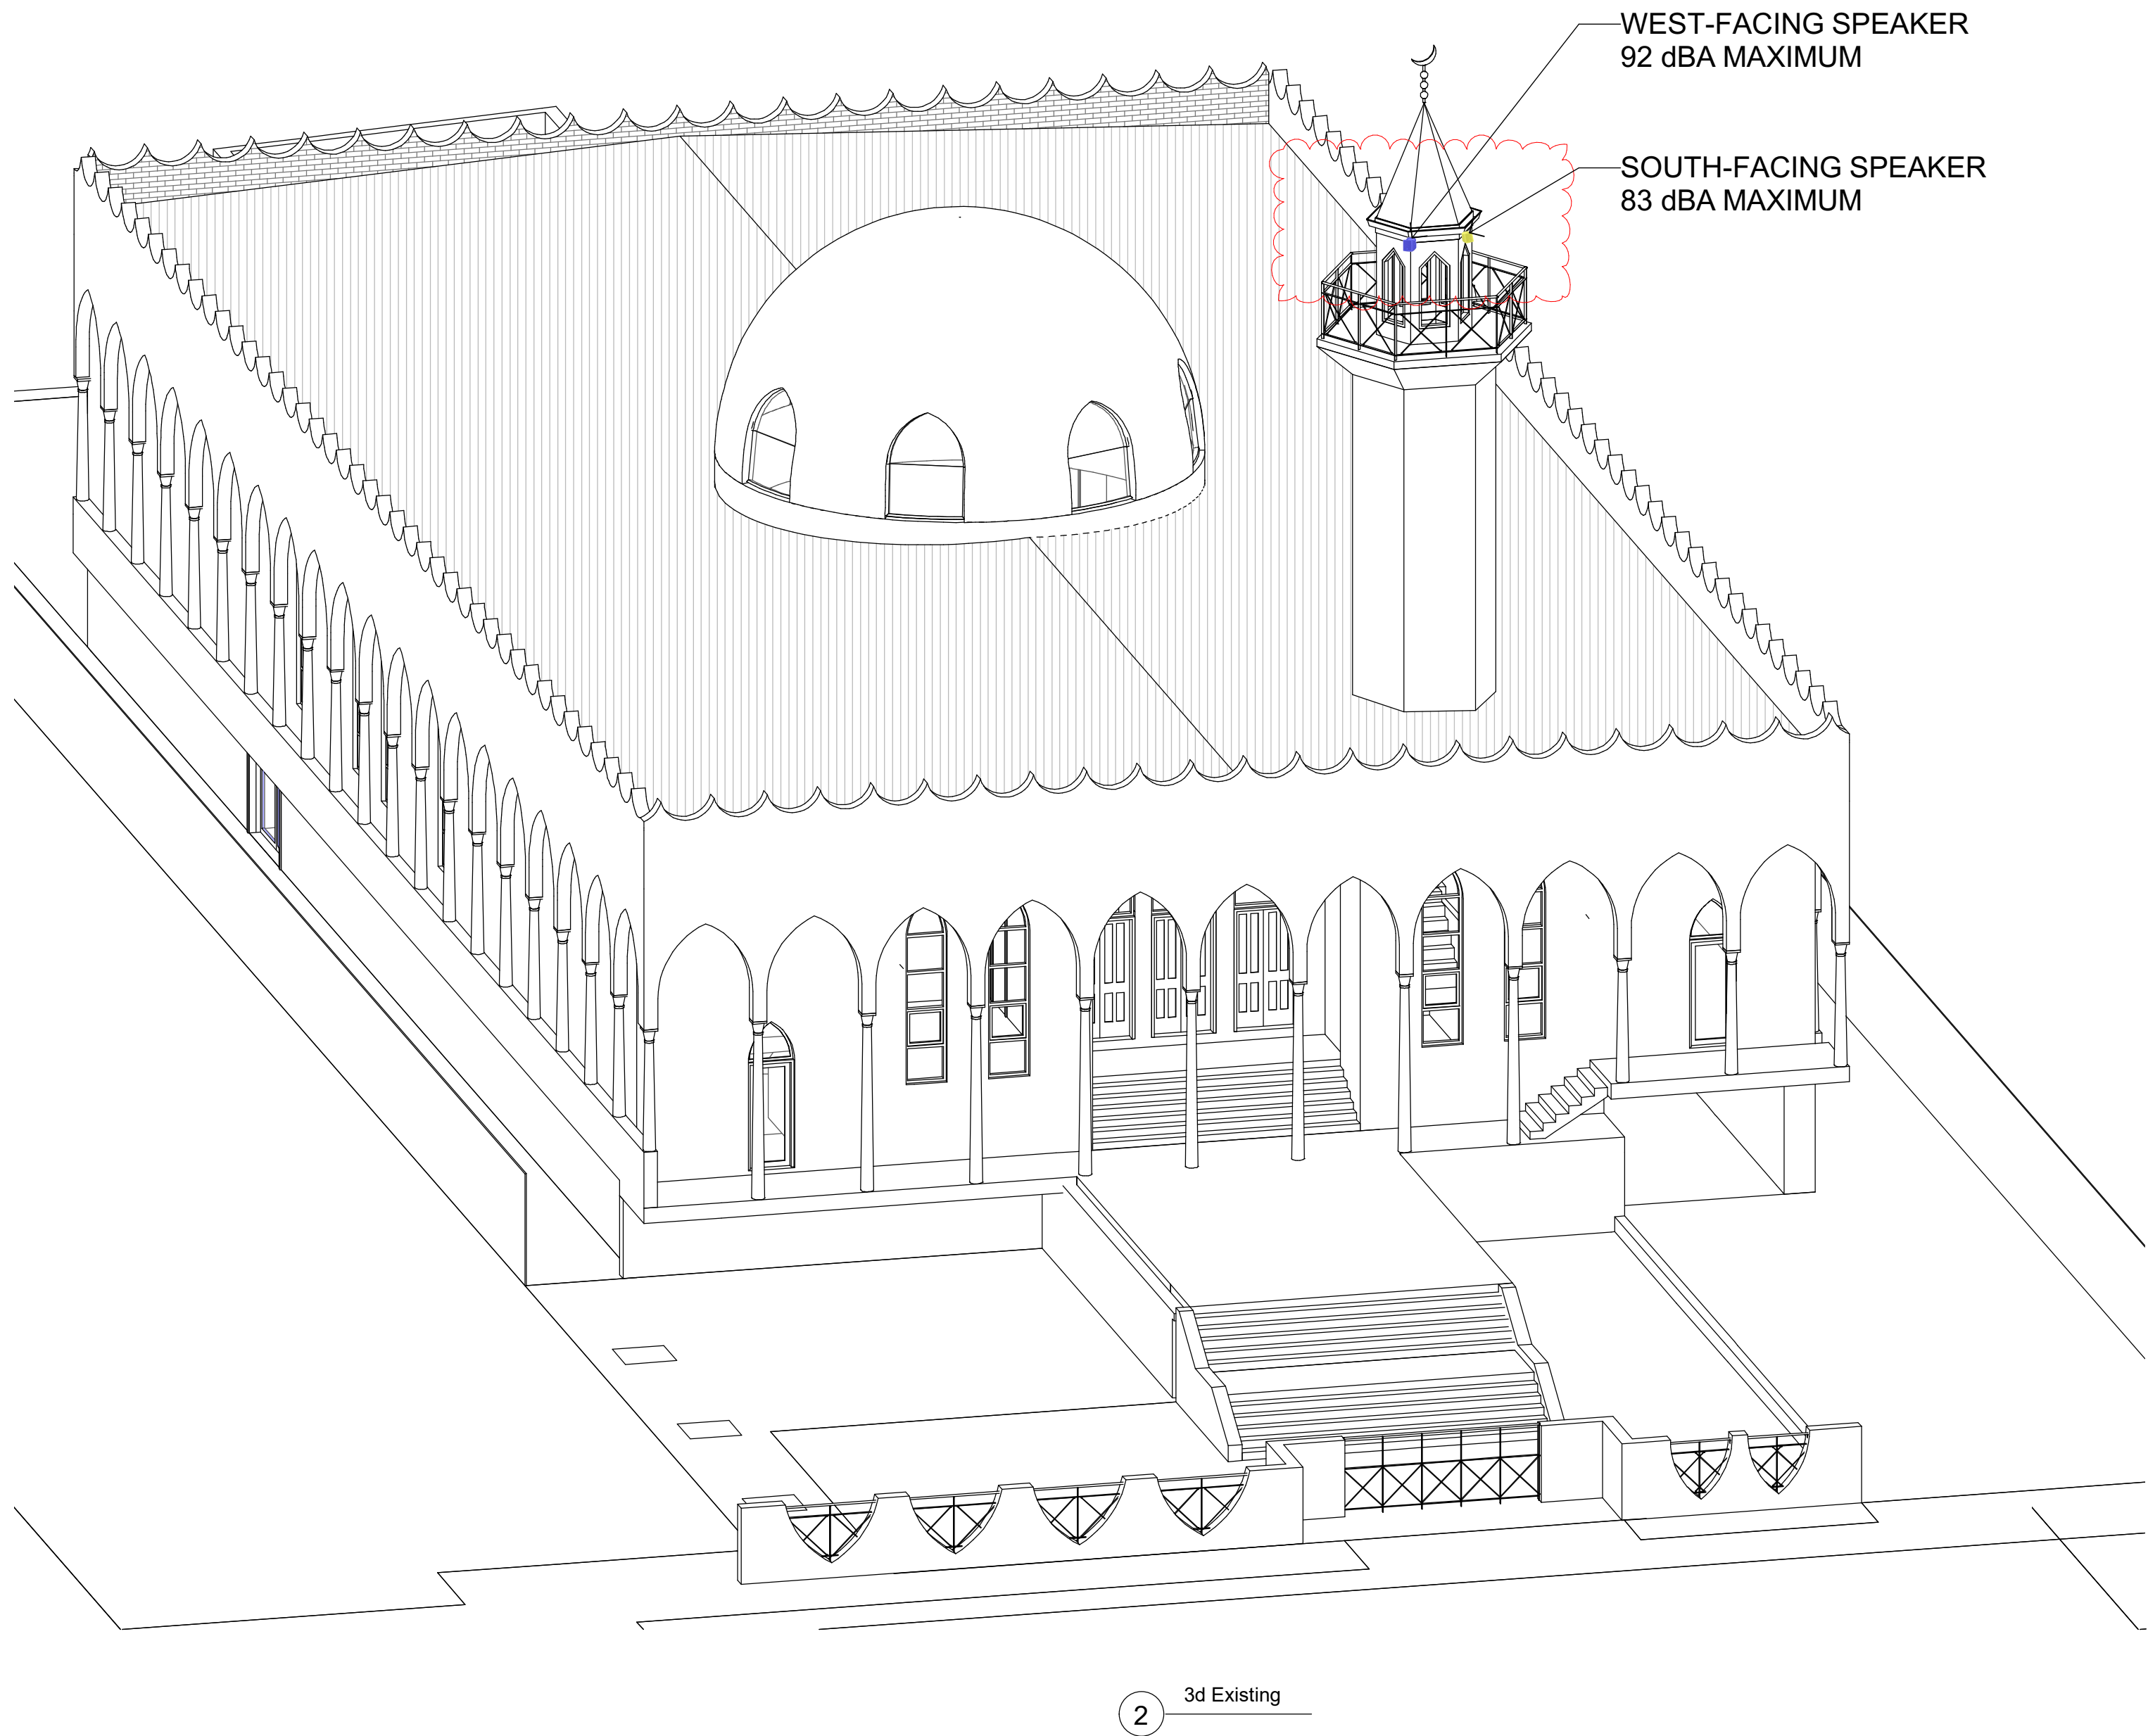 WEST-FACING SPEAKER
92 dBA MAXIMUM
SOUTH-FACING SPEAKER
83 dBA MAXIMUM
3d Existing
2